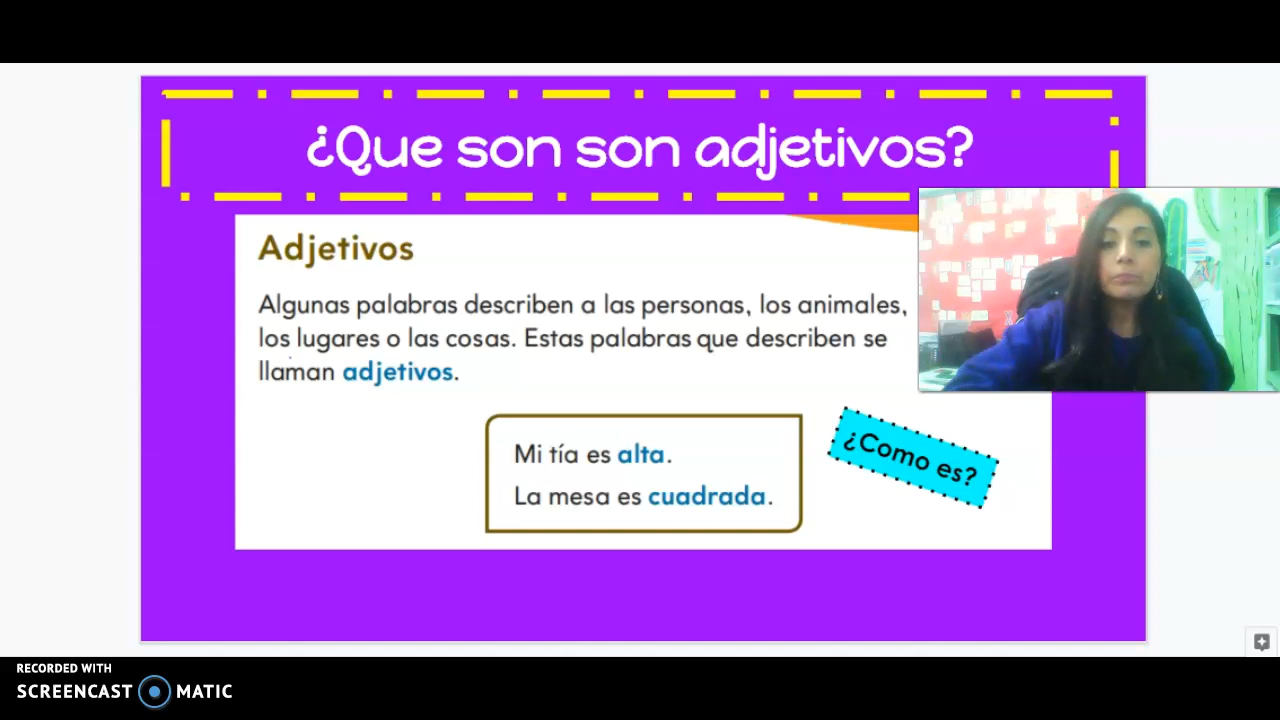 ¿Que son son adjetivos?
Adjetivos
Algunas palabras describen a las personas, los animales,
los lugares o las cosas. Estas palabras que describen se
llaman adjetivos.
Mi tía es alta.
La mesa es cuadrada.
¿Como es?
RECORDED WITH
SCREENCAST MATIC